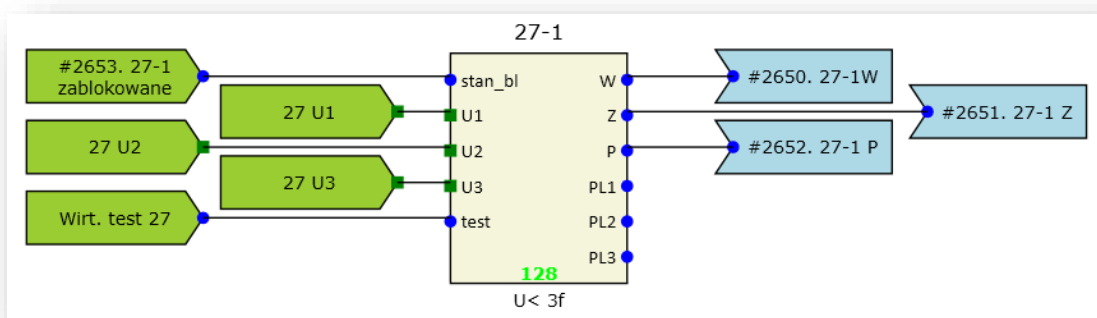 27-1
#2653. 27-1
zablokowane
27 U1
27 U2
27 U3
Wirt. test 27
stan_bl
U1
U2
U3
test
W
Z
P
PL1
PL2
PL3
128
U< 3f
#2650. 27-1W
#2651. 27-1 Z
#2652. 27-1 P